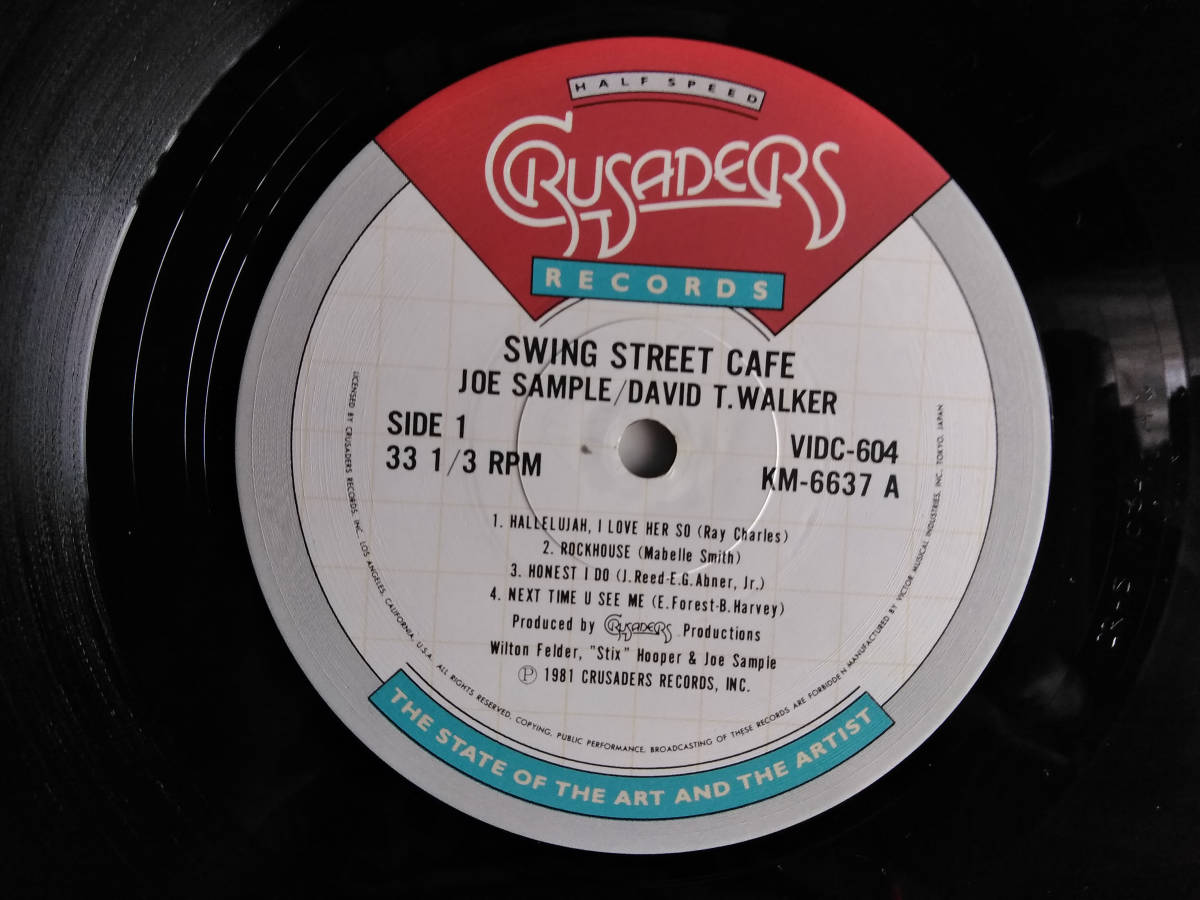 HALF SPEED
CRUSADERS
RECORDS
SWING STREET CAFE
JOE SAMPLE/DAVID T. WALKER
SIDE 1
33 1/3 RPM
VIDC-604
KM-6637 A
1. HALLELUJAH, I LOVE HER SO (Ray Charles)
2. ROCKHOUSE (Mabelle Smith)
3. HONEST I DO (J. Reed-E.G. Abner, Jr.)
4. NEXT TIME U SEE ME (E. Forest-B. Harvey)
Produced by CRUSADERS Productions
Wilton Felder, "Stix" Hooper & Joe Sample
Ⓟ 1981 CRUSADERS RECORDS, INC.
LICENSED BY CRUSADERS RECORDS, INC. LOS ANGELES, CALIFORNIA, U.S.A. ALL RIGHTS RESERVED. COPYING, PUBLIC PERFORMANCE, BROADCASTING OF THESE RECORDS ARE FORBIDDEN MANUFACTURED BY VICTOR MUSICAL INDUSTRIES, INC. TOKYO, JAPAN
THE STATE OF THE ART AND THE ARTIST